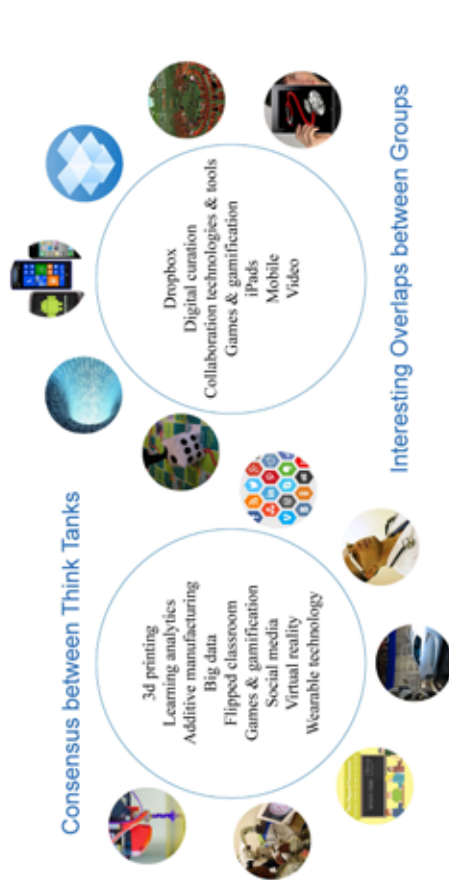 Consensus between Think Tanks
3d printing
Learning analytics
Additive manufacturing
Big data
Flipped classroom
Games & gamification
Social media
Virtual reality
Wearable technology
Dropbox
Digital curation
Collaboration technologies & tools
Games & gamification
iPads
Mobile
Video
Interesting Overlaps between Groups